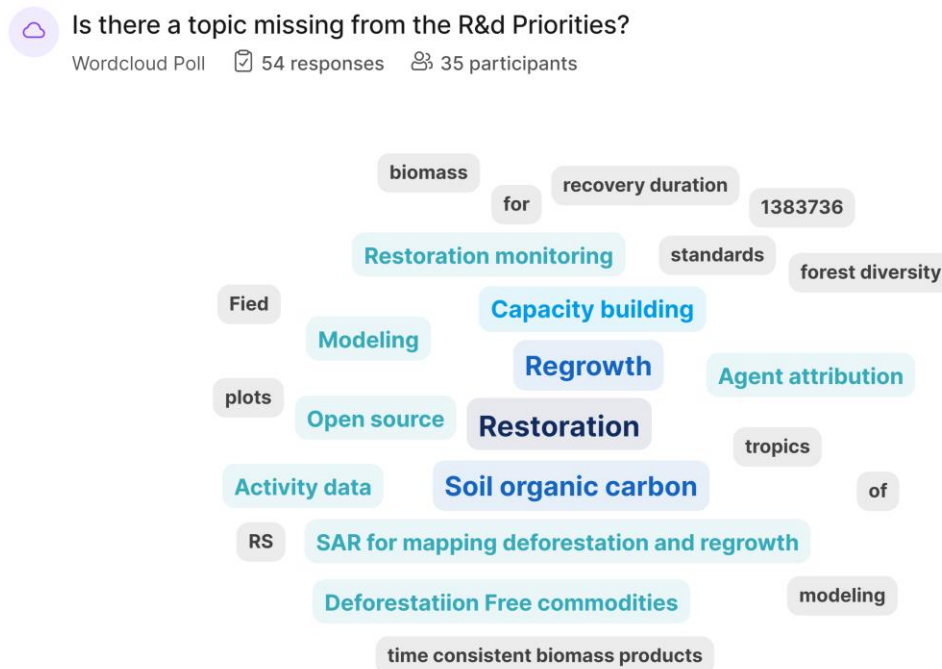 Is there a topic missing from the R&d Priorities?
Wordcloud Poll 54 responses 35 participants
biomass
for
recovery duration
1383736
Restoration monitoring
standards
forest diversity
Fied
Capacity building
Modeling
Regrowth
Agent attribution
plots
Open source
Restoration
tropics
Activity data
Soil organic carbon
of
RS
SAR for mapping deforestation and regrowth
Deforestatiion Free commodities
modeling
time consistent biomass products